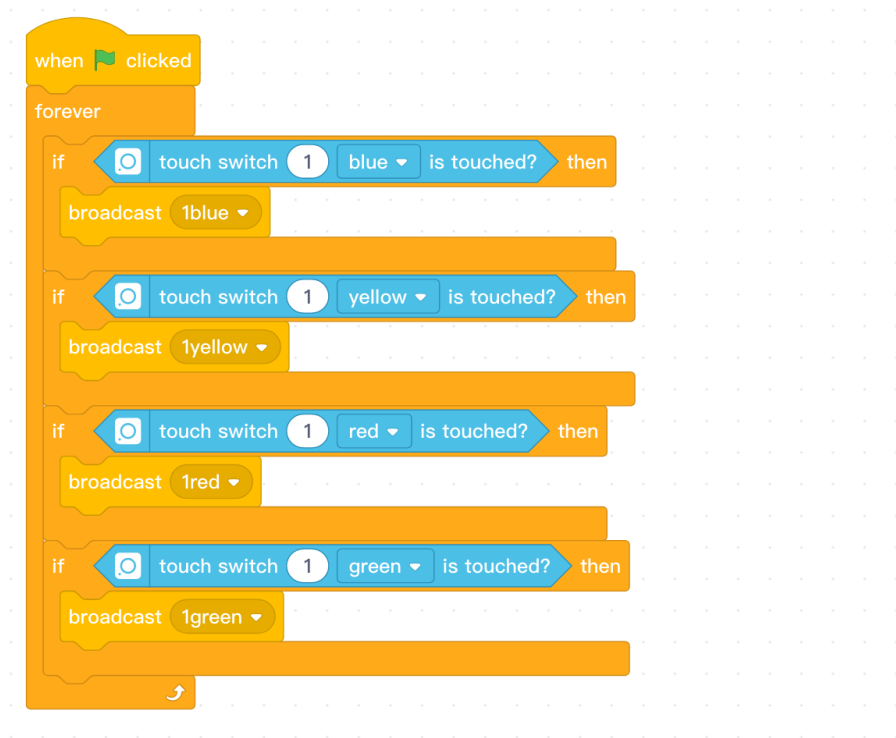 when clicked
forever
if touch switch 1 blue is touched? then
broadcast 1blue
if touch switch 1 yellow is touched? then
broadcast 1yellow
if touch switch 1 red is touched? then
broadcast 1red
if touch switch 1 green is touched? then
broadcast 1green